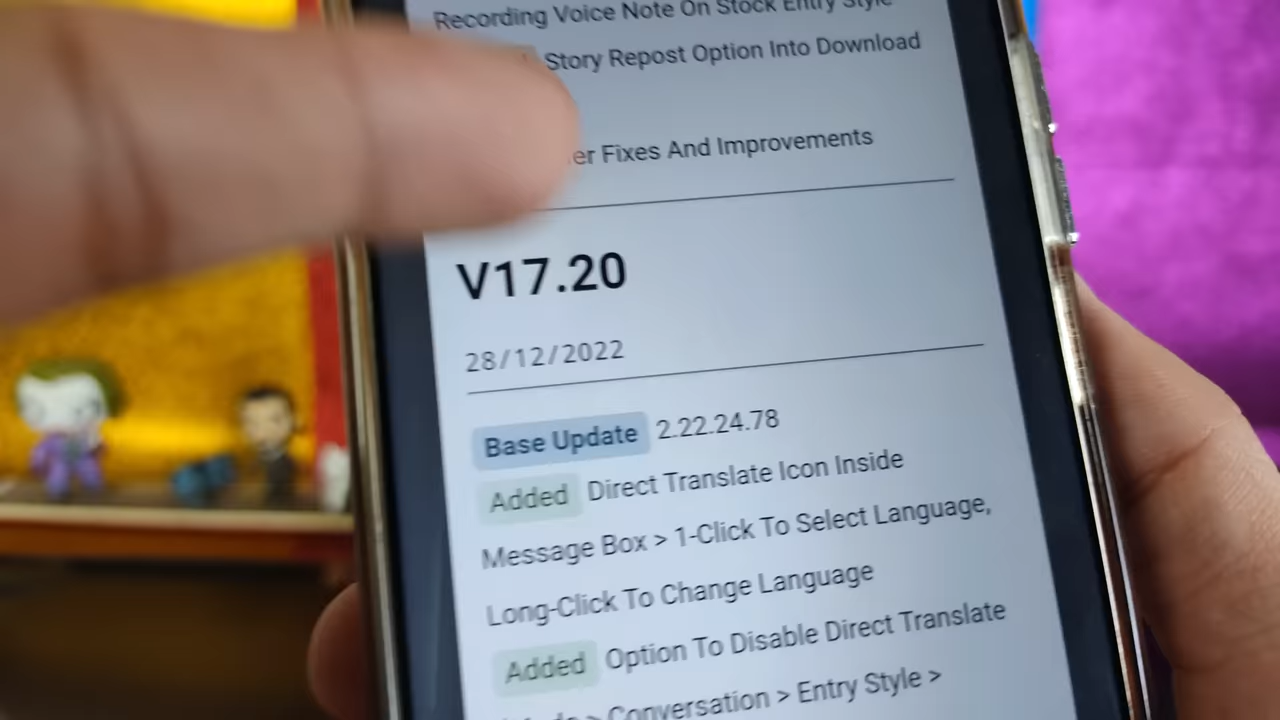 Recording Voice Note On Stock Entry Style
Story Repost Option Into Download
Fixes And Improvements
V17.20
28/12/2022
Base Update 2.22.24.78
Added Direct Translate Icon Inside
Message Box > 1-Click To Select Language,
Long-Click To Change Language
Added Option To Disable Direct Translate
> Conversation > Entry Style >